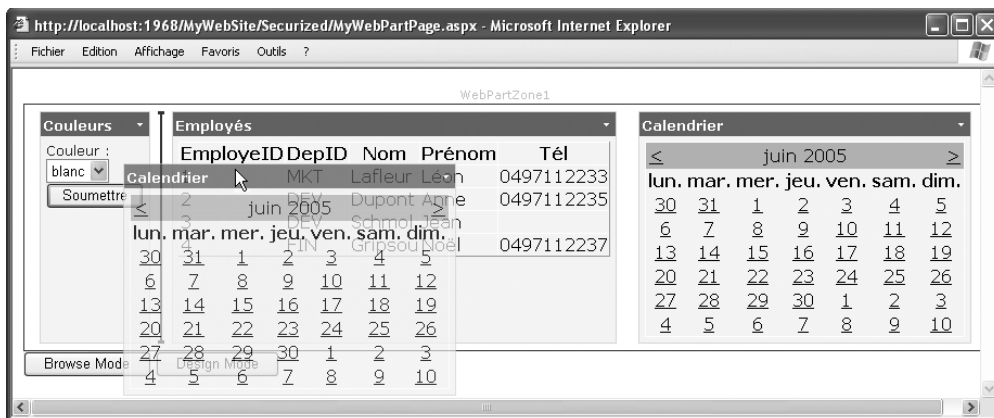 http://localhost:1968/MyWebSite/Securized/MyWebPartPage.aspx - Microsoft Internet Explorer
Fichier Edition Affichage Favoris Outils ?
WebPartZone1
Couleurs
Couleur :
blanc
Soumettre
Employés
EmployeID DepID Nom Prénom Tél
MKT Lafleur Léon 0497112233
2 DEV Dupont Anne 0497112235
3 DEV Schmol Jean
4 FIN Gripsou Noël 0497112237
Calendrier
< juin 2005 >
lun. mar. mer. jeu. ven. sam. dim.
30 31 1 2 3 4 5
6 7 8 9 10 11 12
13 14 15 16 17 18 19
20 21 22 23 24 25 26
27 28 29 30 1 2 3
4 5 6 7 8 9 10
Calendrier
< juin 2005 >
lun. mar. mer. jeu. ven. sam. dim.
30 31 1 2 3 4 5
6 7 8 9 10 11 12
13 14 15 16 17 18 19
20 21 22 23 24 25 26
27 28 29 30 1 2 3
4 5 6 7 8 9 10
Browse Mode Design Mode